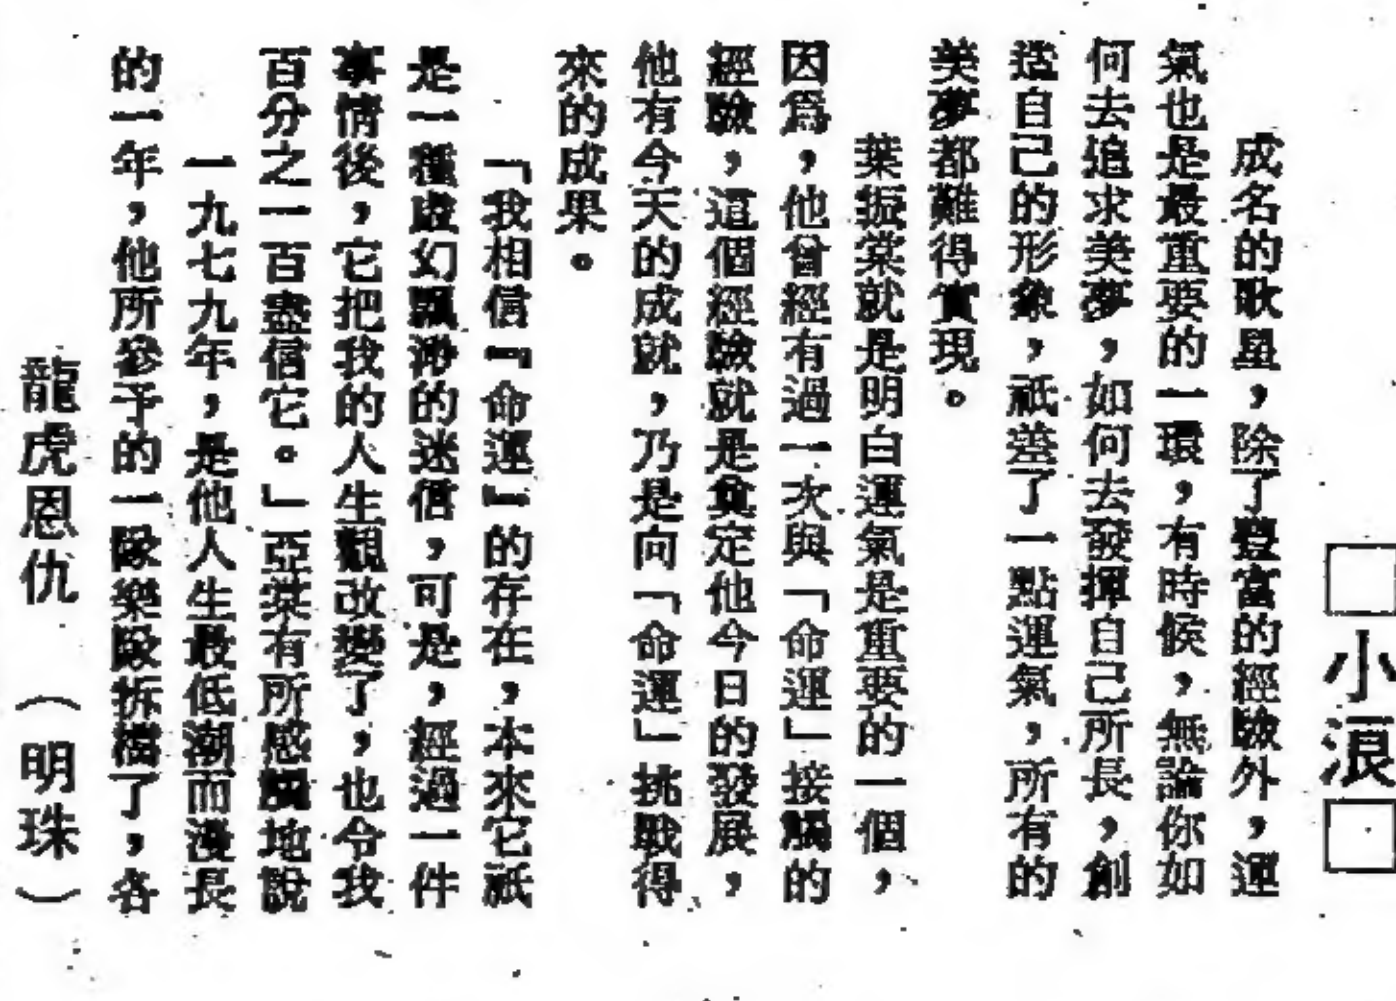 □小浪□
成名的歌星，除了豐富的經驗外，運
氣也是最重要的一環，有時候，無論你如
何去追求美夢，如何去發揮自己所長，創
造自己的形象，祇差了一點運氣，所有的
美夢都難得實現。
葉振棠就是明白運氣是重要的一個，
因爲，他曾經有過一次與「命運」接觸的
經驗，這個經驗就是奠定他今日的發展，
他有今天的成就，乃是向「命運」挑戰得
來的成果。
「我相信『命運』的存在，本來它祇
是一種虛幻飄渺的迷信，可是，經過一件
事情後，它把我的人生觀改變了，也令我
百分之一百盡信它。」亞棠有所感觸地說
一九七九年，是他人生最低潮而漫長
的一年，他所參予的一隊樂隊拆檔了，各
龍虎恩仇　（明珠）